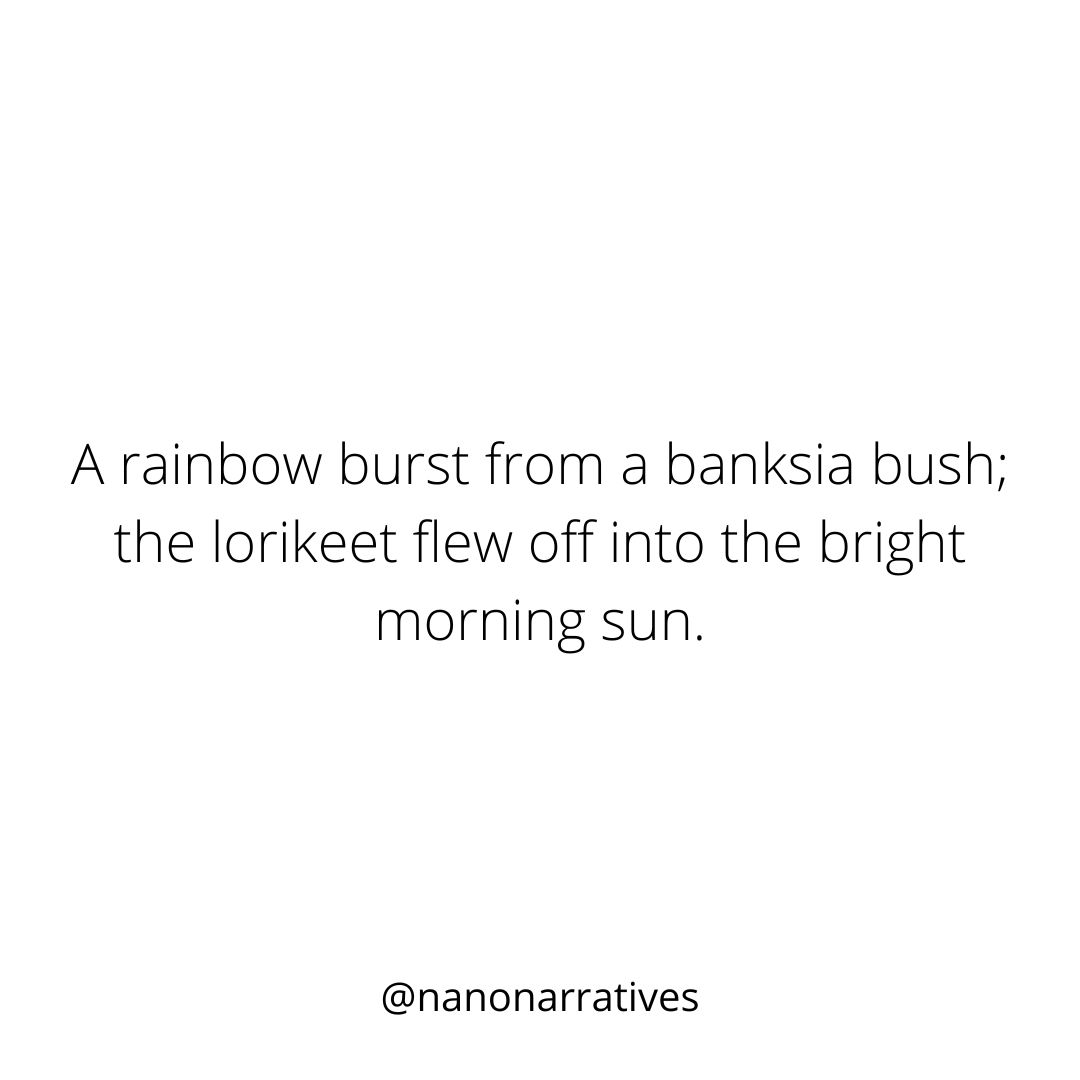 A rainbow burst from a banksia bush;
the lorikeet flew off into the bright
morning sun.
@nanonarratives